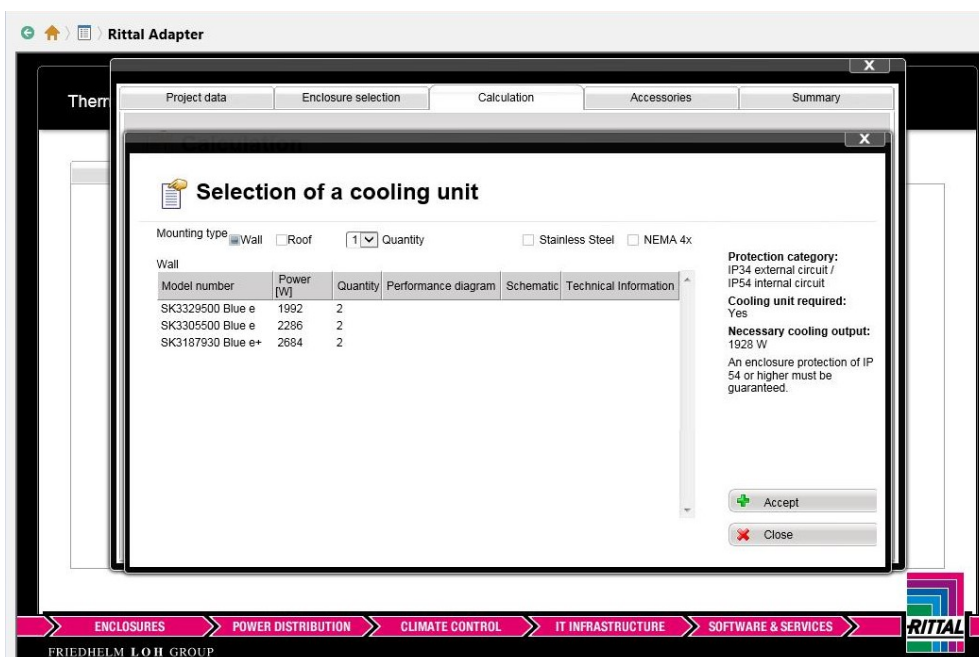 Rittal Adapter
X
Therm
Project data
Enclosure selection
Calculation
Accessories
Summary
Calculation
X
Selection of a cooling unit
Mounting type Wall Roof 1 Quantity Stainless Steel NEMA 4x
Wall
Model number Power [W] Quantity Performance diagram Schematic Technical Information
SK3329500 Blue e 1992 2
SK3305500 Blue e 2286 2
SK3187930 Blue e+ 2684 2
Protection category:
IP34 external circuit /
IP54 internal circuit
Cooling unit required:
Yes
Necessary cooling output:
1928 W
An enclosure protection of IP
54 or higher must be
guaranteed.
Accept
Close
ENCLOSURES
POWER DISTRIBUTION
CLIMATE CONTROL
IT INFRASTRUCTURE
SOFTWARE & SERVICES
RITTAL
FRIEDHELM LOH GROUP